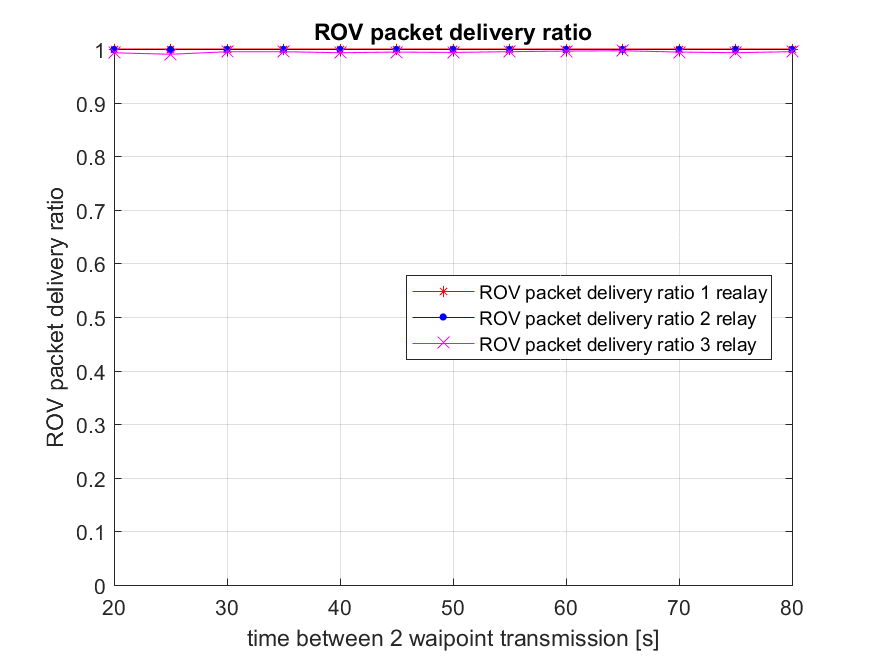 ROV packet delivery ratio
ROV packet delivery ratio
1
0.9
0.8
0.7
0.6
0.5
0.4
0.3
0.2
0.1
0
ROV packet delivery ratio 1 realay
ROV packet delivery ratio 2 relay
ROV packet delivery ratio 3 relay
20 30 40 50 60 70 80
time between 2 waipoint transmission [s]